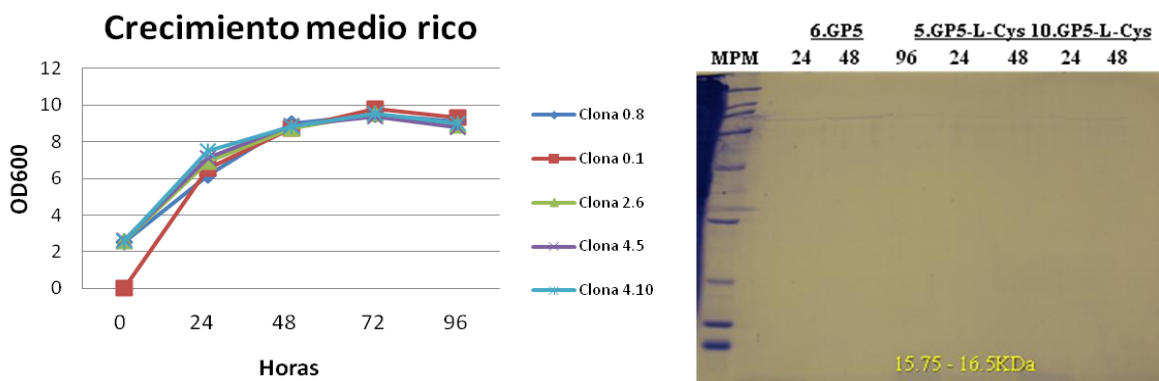 Crecimiento medio rico
12
10
8
6
4
2
0
OD600
0 24 48 72 96
Horas
Clona 0.8
Clona 0.1
Clona 2.6
Clona 4.5
Clona 4.10
6.GP5 5.GP5-L-Cys 10.GP5-L-Cys
MPM 24 48 96 24 48 24 48
15.75 - 16.5KDa